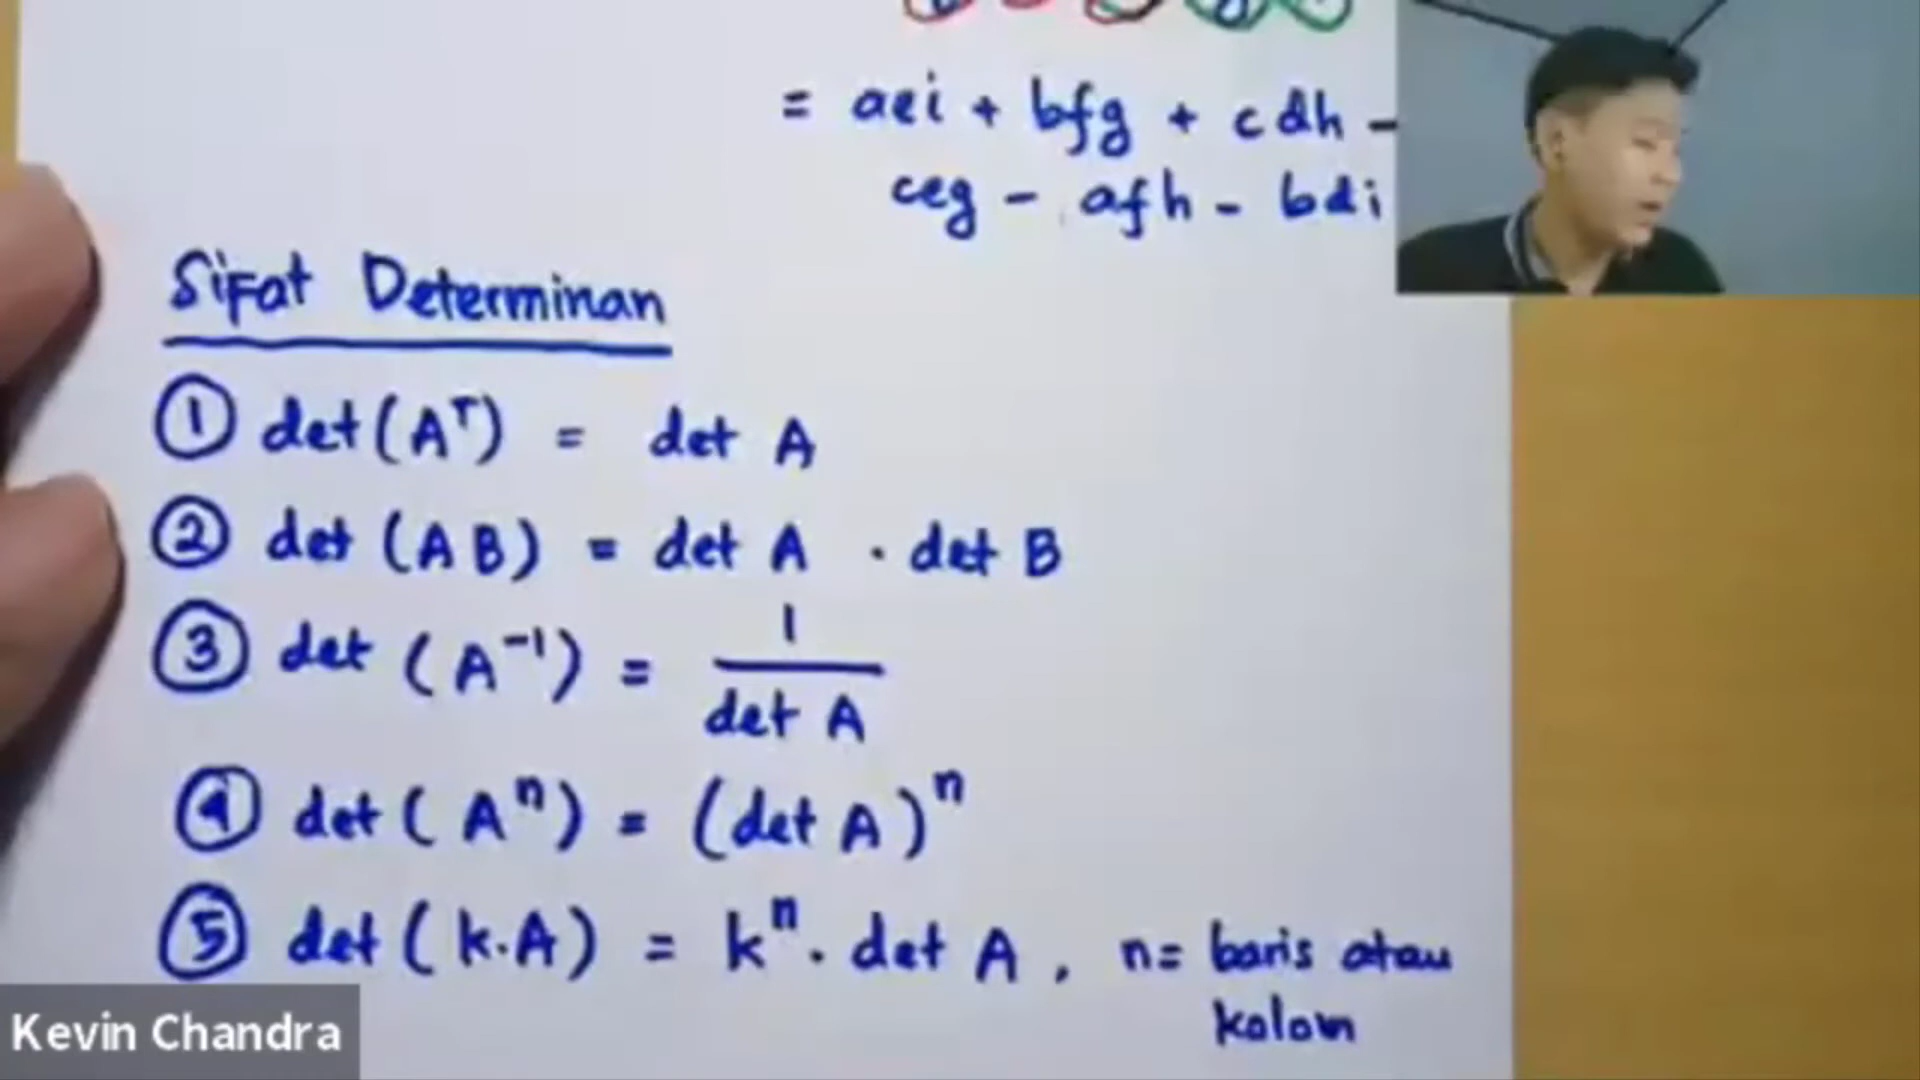 = aei + bfg + cdh -
ceg - afh - bdi
Sifat Determinan
① det(Aᵀ) = det A
② det (AB) = det A · det B
③ det (A⁻¹) = 1 / det A
④ det (Aⁿ) = (det A)ⁿ
⑤ det (k.A) = kⁿ. det A, n= baris atau
kolom
Kevin Chandra